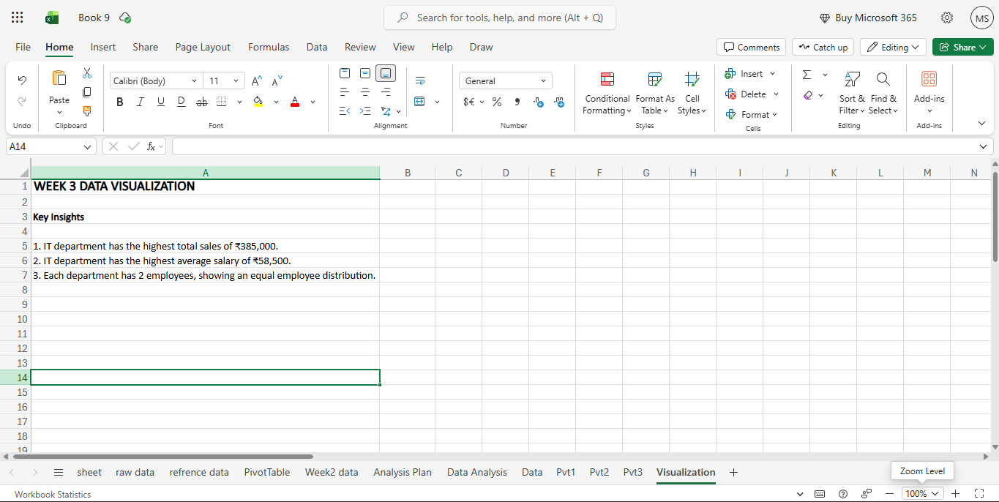 Book 9
Search for tools, help, and more (Alt + Q)
Buy Microsoft 365
MS
File Home Insert Share Page Layout Formulas Data Review View Help Draw
Comments Catch up Editing Share
Paste
Calibri (Body) 11
General
Conditional Formatting
Format As Table
Cell Styles
Insert
Delete
Format
Sort & Filter
Find & Select
Add-ins
Undo Clipboard Font Alignment Number Styles Cells Editing Add-ins
A14
fx
A B C D E F G H I J K L M N
1 WEEK 3 DATA VISUALIZATION
2
3 Key Insights
4
5 1. IT department has the highest total sales of ₹385,000.
6 2. IT department has the highest average salary of ₹58,500.
7 3. Each department has 2 employees, showing an equal employee distribution.
8
9
10
11
12
13
14
15
16
17
18
19
sheet raw data refrence data PivotTable Week2 data Analysis Plan Data Analysis Data Pvt1 Pvt2 Pvt3 Visualization
Zoom Level
Workbook Statistics
100%